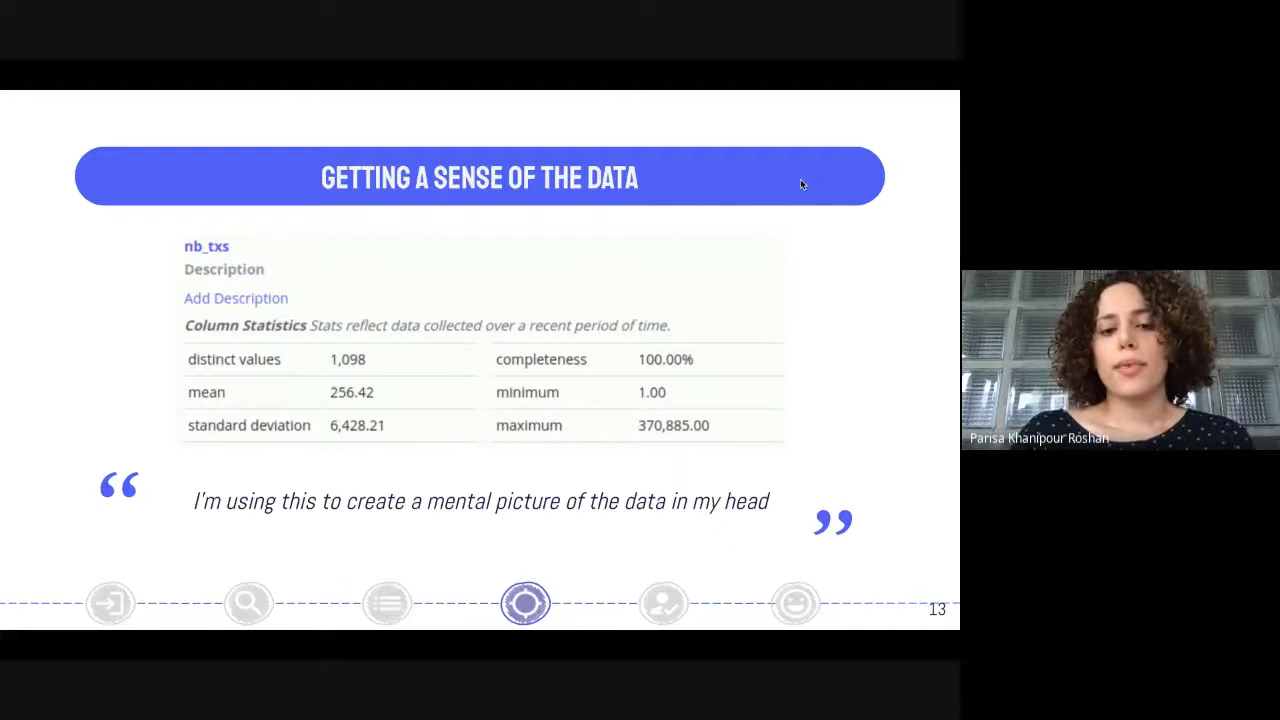 GETTING A SENSE OF THE DATA
nb_txs
Description
Add Description
Column Statistics Stats reflect data collected over a recent period of time.
distinct values 1,098 completeness 100.00%
mean 256.42 minimum 1.00
standard deviation 6,428.21 maximum 370,885.00
“ I'm using this to create a mental picture of the data in my head ”
13
Parisa Khanipour Roshan